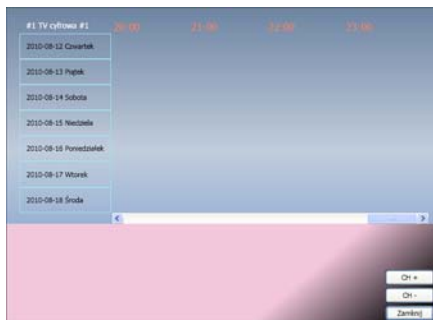 #1 TV cyfrowa #1 20:00 21:00 22:00 23:00
2010-08-12 Czwartek
2010-08-13 Piątek
2010-08-14 Sobota
2010-08-15 Niedziela
2010-08-16 Poniedziałek
2010-08-17 Wtorek
2010-08-18 Środa
CH +
CH -
Zamknij